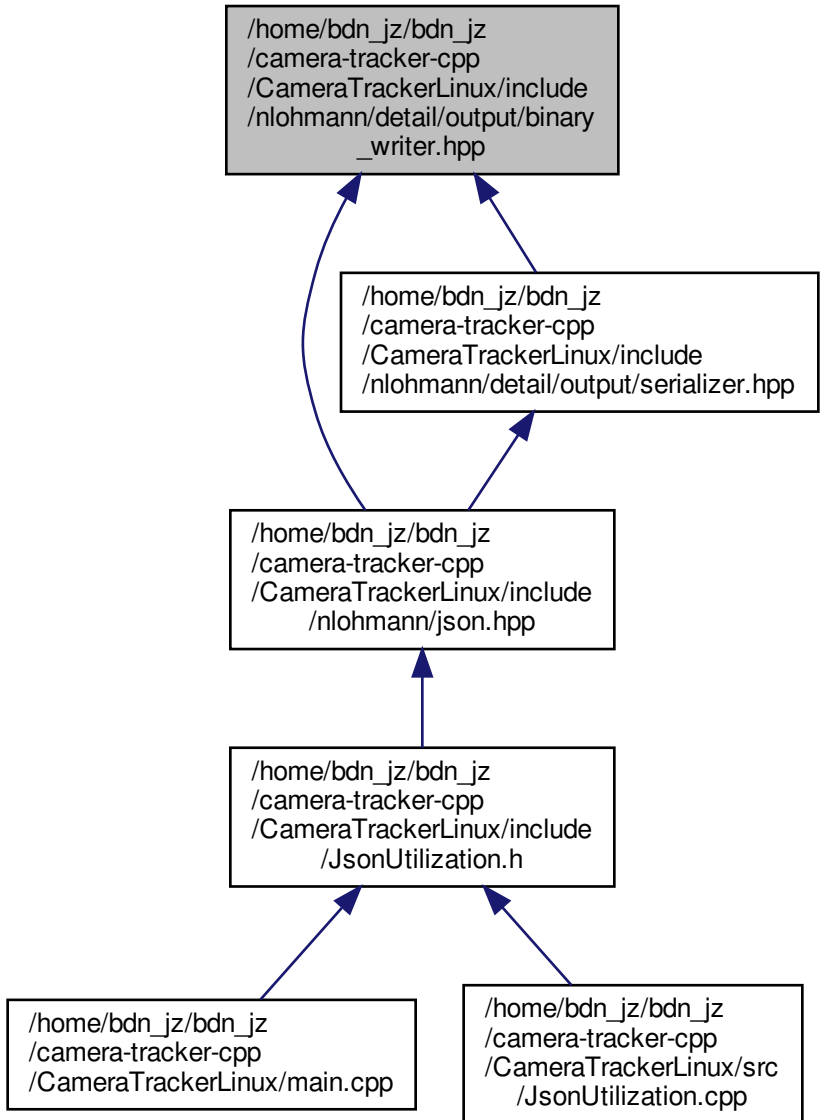 /home/bdn_jz/bdn_jz
/camera-tracker-cpp
/CameraTrackerLinux/include
/nlohmann/detail/output/binary
_writer.hpp
/home/bdn_jz/bdn_jz
/camera-tracker-cpp
/CameraTrackerLinux/include
/nlohmann/detail/output/serializer.hpp
/home/bdn_jz/bdn_jz
/camera-tracker-cpp
/CameraTrackerLinux/include
/nlohmann/json.hpp
/home/bdn_jz/bdn_jz
/camera-tracker-cpp
/CameraTrackerLinux/include
/JsonUtilization.h
/home/bdn_jz/bdn_jz
/camera-tracker-cpp
/CameraTrackerLinux/main.cpp
/home/bdn_jz/bdn_jz
/camera-tracker-cpp
/CameraTrackerLinux/src
/JsonUtilization.cpp